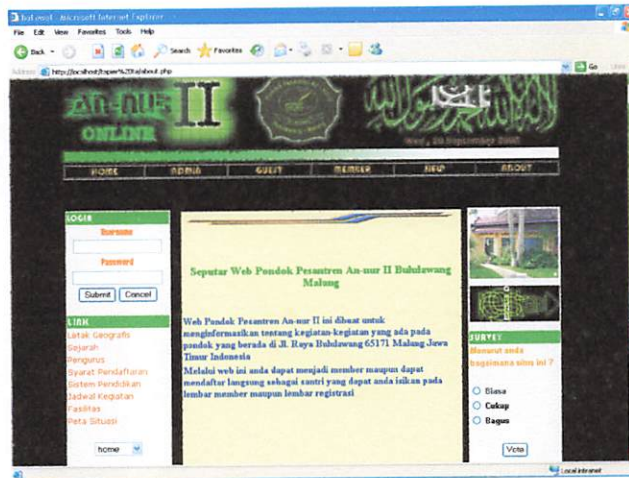 Microsoft Internet Explorer
File Edit View Favorites Tools Help
Back Search Favorites
Address Go Links
AN-NUR II
ONLINE
HOME ADMIN GUEST MEMBER NEW ABOUT
LOGIN
Username
Password
Submit Cancel
LINK
Letak Geografis
Sejarah
Pengurus
Syarat Pendaftaran
Sistem Pendidikan
Jadwal Kegiatan
Fasilitas
Peta Situasi
home
Seputar Web Pondok Pesantren An-nur II Bululawang
Malang
Web Pondok Pesantren An-nur II ini dibuat untuk
menginformasikan tentang kegiatan-kegiatan yang ada pada
pondok yang berada di Jl. Raya Bululawang 65171 Malang Jawa
Timur Indonesia
Melalui web ini anda dapat menjadi member maupun dapat
mendaftar langsung sebagai santri yang dapat anda isikan pada
lembar member maupun lembar registrasi
SURVEY
Menurut anda
bagaimana situs ini ?
Biasa
Cukup
Bagus
Vote
Local intranet